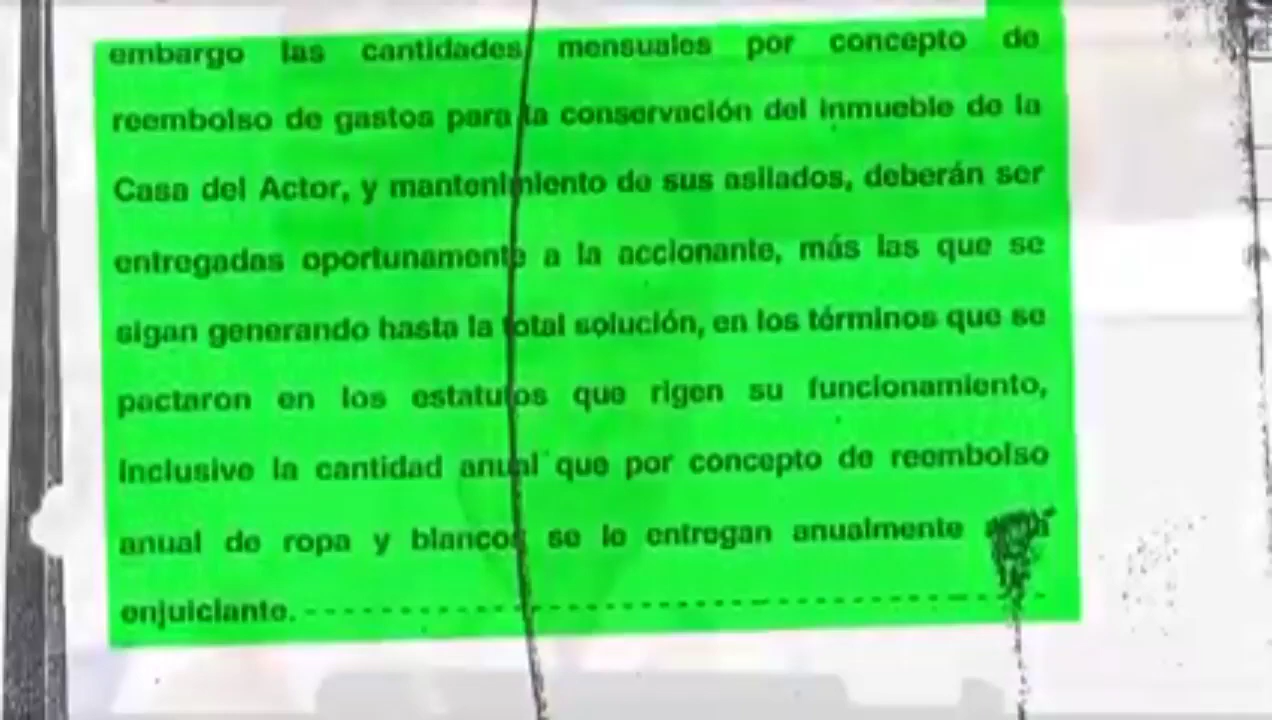 embargo las cantidades mensuales por concepto de
reembolso de gastos para la conservación del inmueble de la
Casa del Actor, y mantenimiento de sus asilados, deberán ser
entregadas oportunamente a la accionante, más las que se
sigan generando hasta la total solución, en los términos que se
pactaron en los estatutos que rigen su funcionamiento,
inclusive la cantidad anual que por concepto de reembolso
anual de ropa y blancos se le entregan anualmente
enjuiciante.